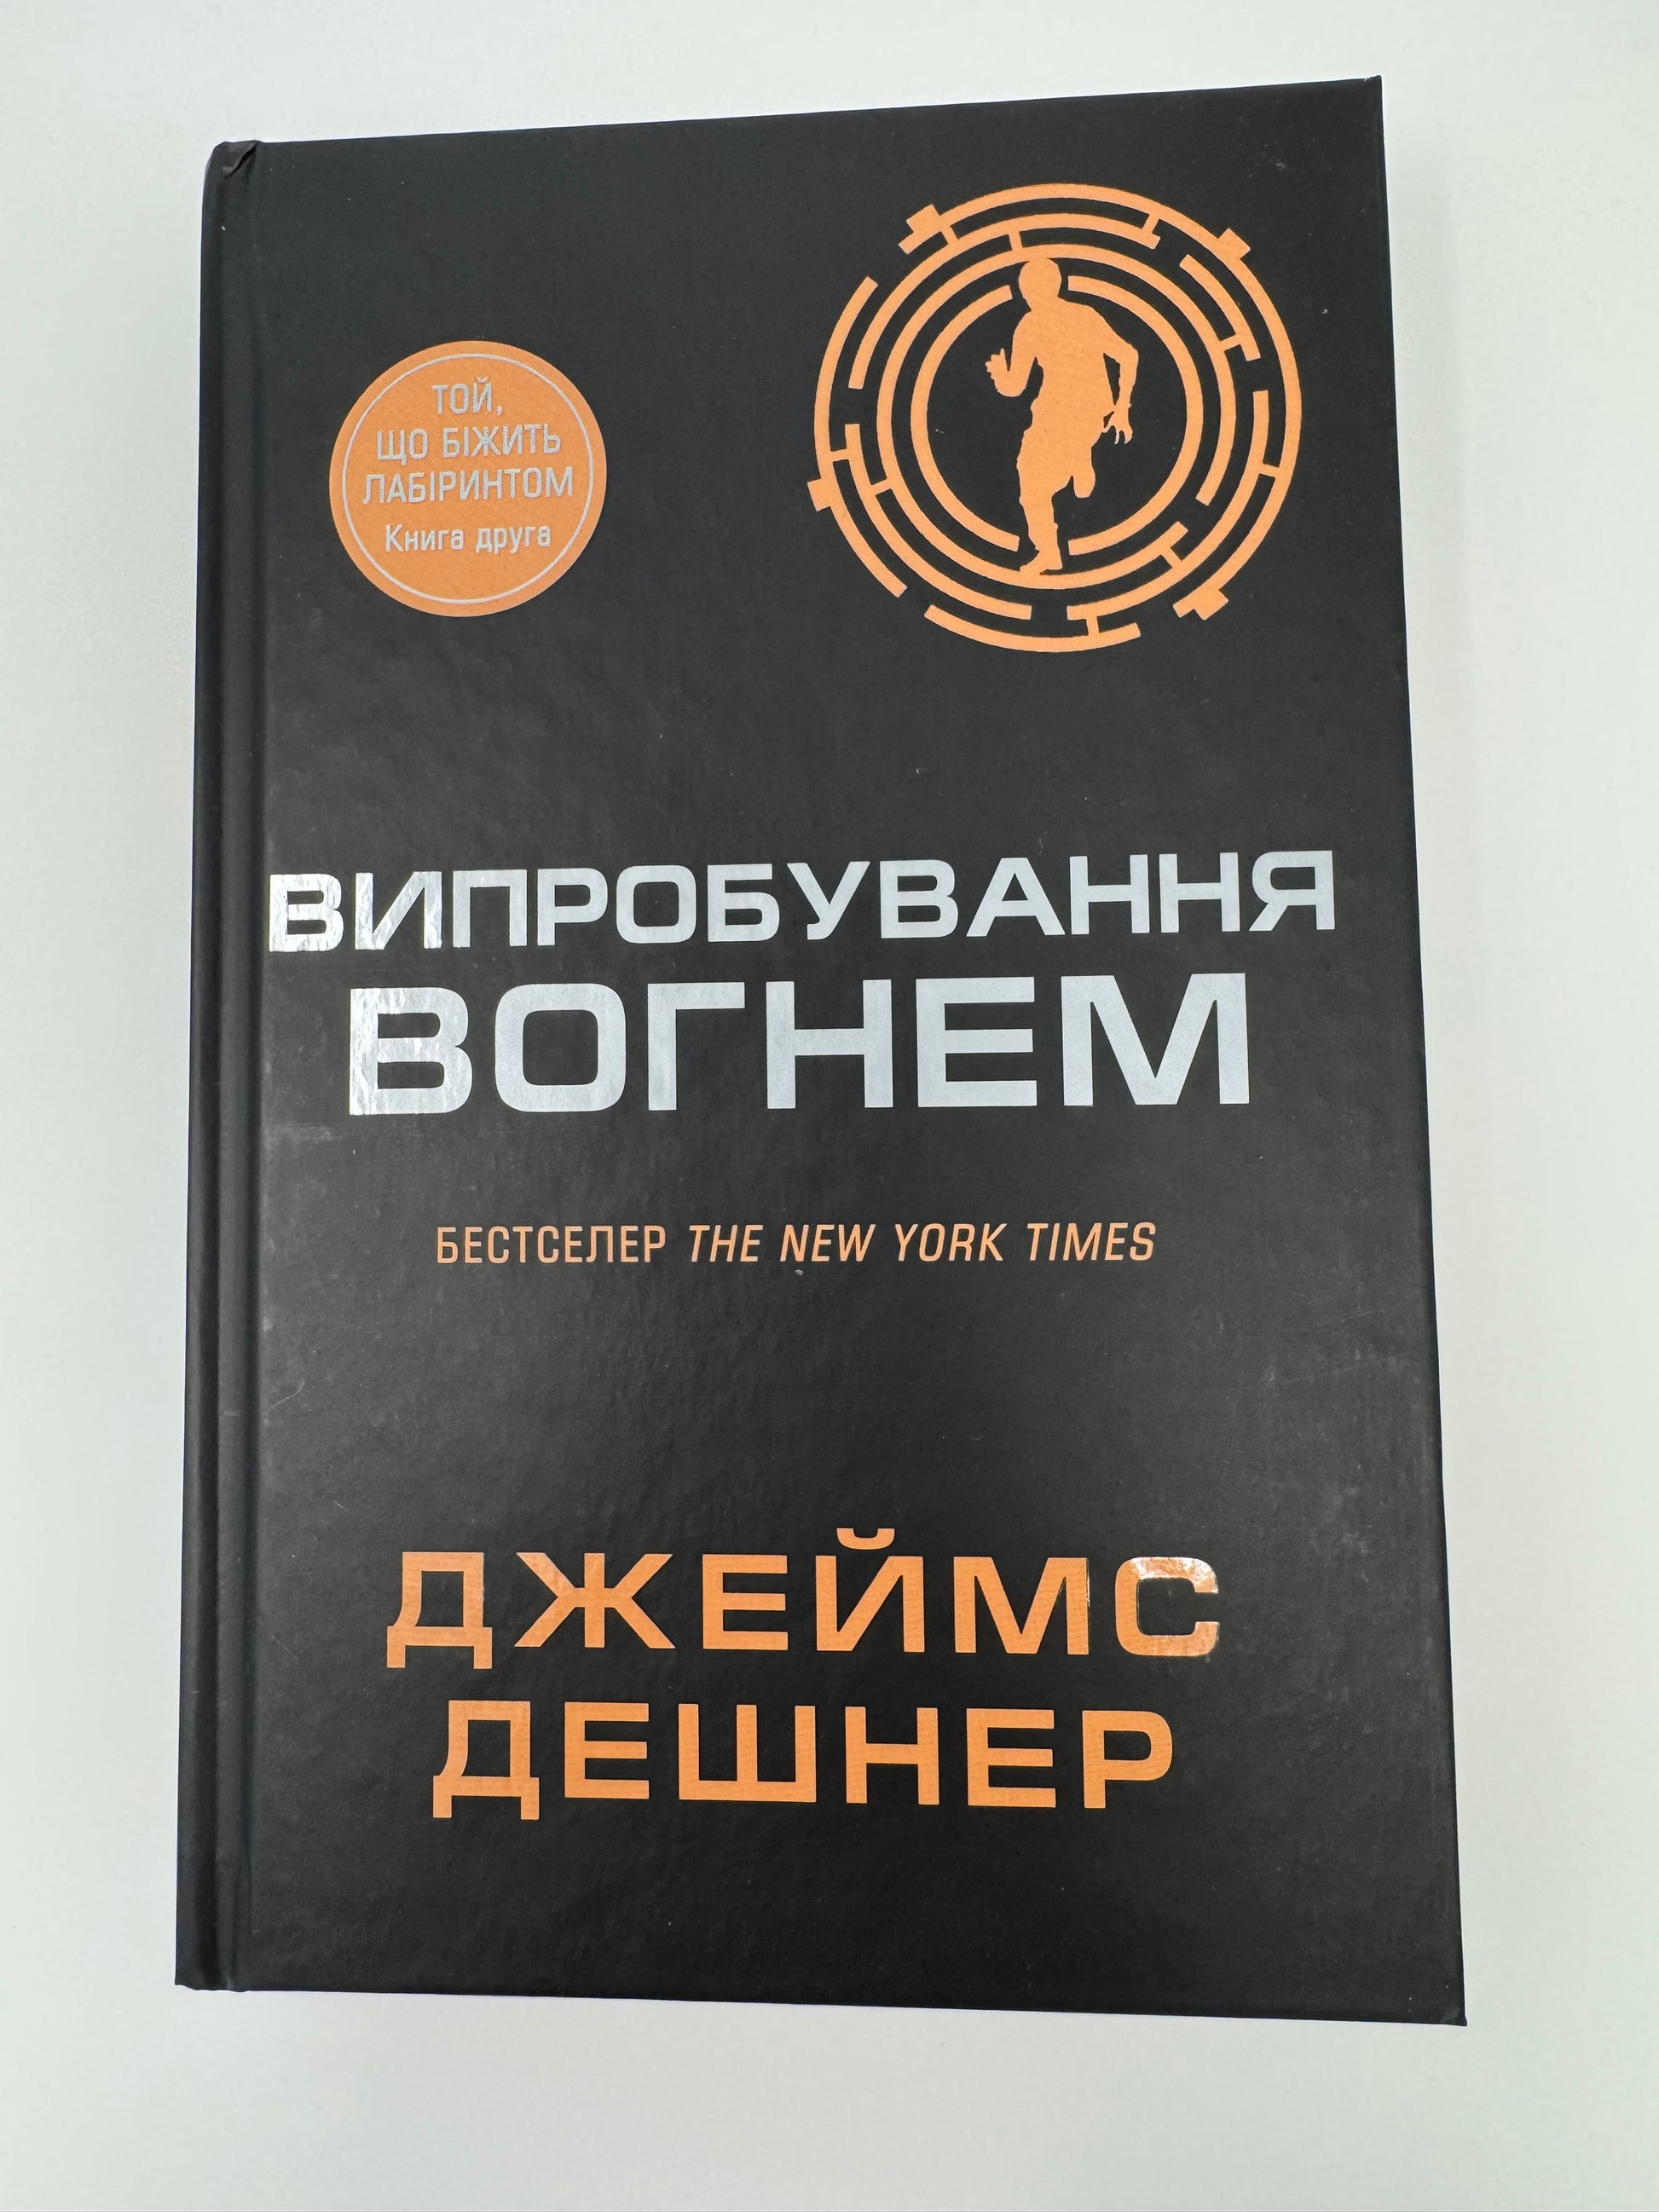 ТОЙ,
ЩО БІЖИТЬ
ЛАБІРИНТОМ
Книга друга
ВИПРОБУВАННЯ
ВОГНЕМ
БЕСТСЕЛЕР THE NEW YORK TIMES
ДЖЕЙМС
ДЕШНЕР